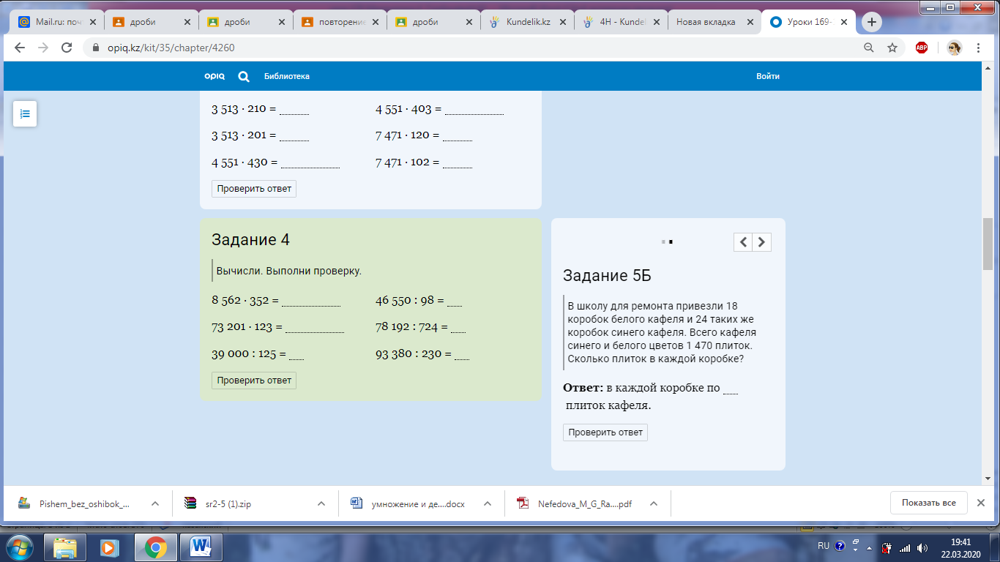 Mail.ru: поч
дроби
дроби
повторение
дроби
Kundelik.kz
4Н - Kundel
Новая вкладка
Уроки 169-
opiq.kz/kit/35/chapter/4260
ABP
opiq
Библиотека
Войти
3 513 · 210 =
4 551 · 403 =
3 513 · 201 =
7 471 · 120 =
4 551 · 430 =
7 471 · 102 =
Проверить ответ
Задание 4
Вычисли. Выполни проверку.
8 562 · 352 =
46 550 : 98 =
73 201 · 123 =
78 192 : 724 =
39 000 : 125 =
93 380 : 230 =
Проверить ответ
Задание 5Б
В школу для ремонта привезли 18
коробок белого кафеля и 24 таких же
коробок синего кафеля. Всего кафеля
синего и белого цветов 1 470 плиток.
Сколько плиток в каждой коробке?
Ответ: в каждой коробке по
плиток кафеля.
Проверить ответ
Pishem_bez_oshibok_...
sr2-5 (1).zip
умножение и де....docx
Nefedova_M_G_Ra....pdf
Показать все
RU
19:41
22.03.2020